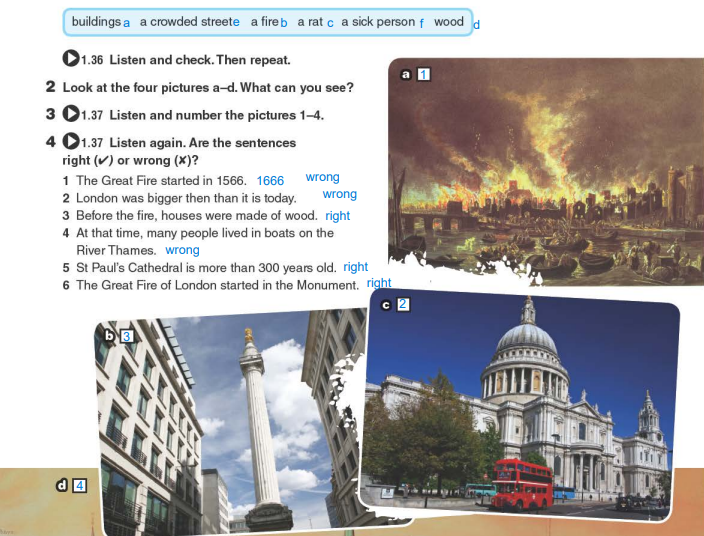 buildings a a crowded street e a fire b a rat c a sick person f wood d
1.36 Listen and check. Then repeat.
a 1
2 Look at the four pictures a–d. What can you see?
3 1.37 Listen and number the pictures 1–4.
4 1.37 Listen again. Are the sentences
right (✓) or wrong (✗)?
1 The Great Fire started in 1566. 1666 wrong
2 London was bigger then than it is today. wrong
3 Before the fire, houses were made of wood. right
4 At that time, many people lived in boats on the
River Thames. wrong
5 St Paul's Cathedral is more than 300 years old. right
6 The Great Fire of London started in the Monument. right
c 2
b 3
d 4